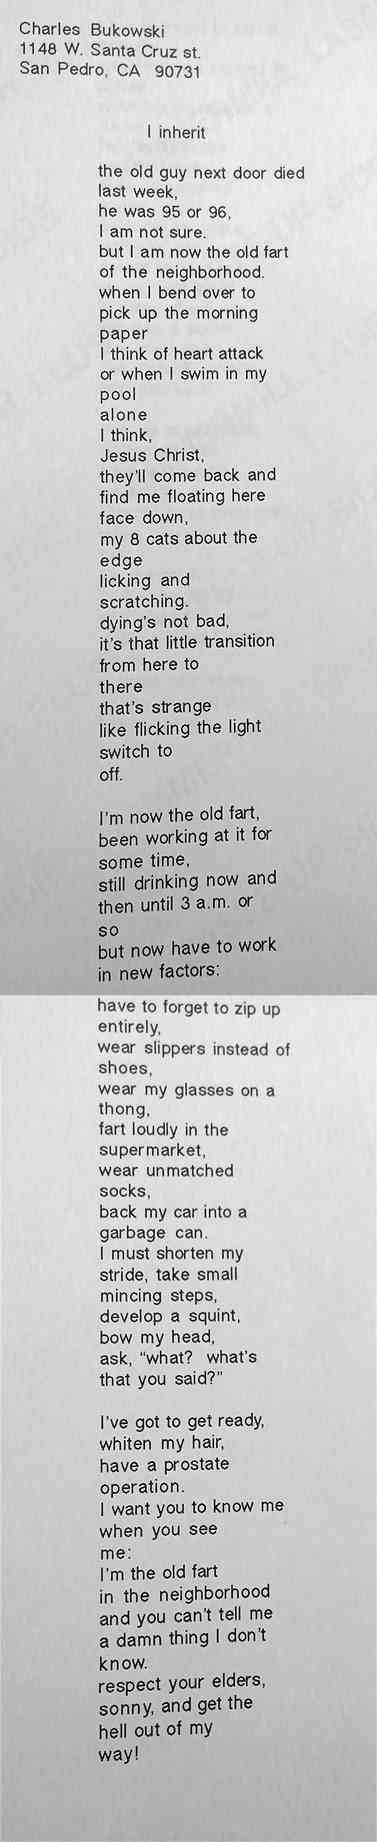 Charles Bukowski
1148 W. Santa Cruz st.
San Pedro, CA 90731
I inherit
the old guy next door died
last week,
he was 95 or 96,
I am not sure.
but I am now the old fart
of the neighborhood.
when I bend over to
pick up the morning
paper
I think of heart attack
or when I swim in my
pool
alone
I think,
Jesus Christ,
they'll come back and
find me floating here
face down,
my 8 cats about the
edge
licking and
scratching.
dying's not bad,
it's that little transition
from here to
there
that's strange
like flicking the light
switch to
off.
I'm now the old fart,
been working at it for
some time,
still drinking now and
then until 3 a.m. or
so
but now have to work
in new factors:
have to forget to zip up
entirely,
wear slippers instead of
shoes,
wear my glasses on a
thong,
fart loudly in the
supermarket,
wear unmatched
socks,
back my car into a
garbage can.
I must shorten my
stride, take small
mincing steps,
develop a squint,
bow my head,
ask, "what? what's
that you said?"
I've got to get ready,
whiten my hair,
have a prostate
operation.
I want you to know me
when you see
me:
I'm the old fart
in the neighborhood
and you can't tell me
a damn thing I don't
know.
respect your elders,
sonny, and get the
hell out of my
way!